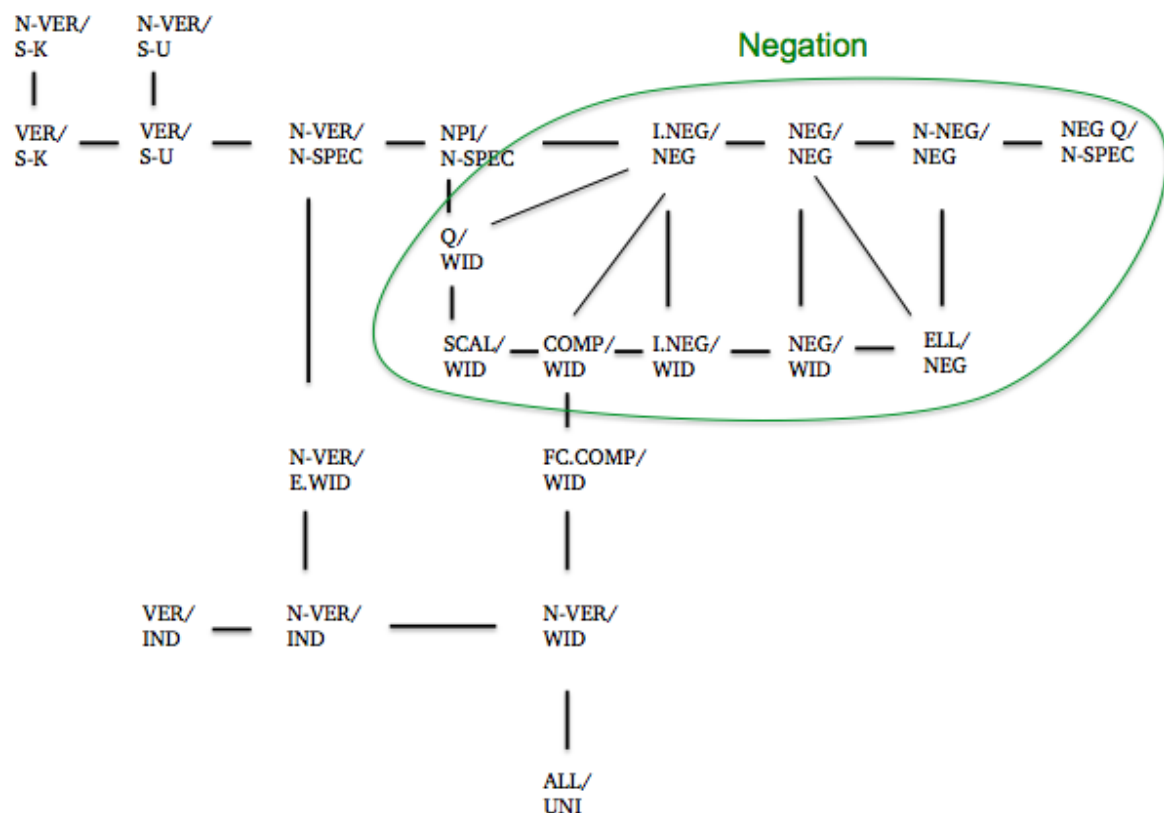 N-VER/
S-K
N-VER/
S-U
Negation
VER/
S-K
VER/
S-U
N-VER/
N-SPEC
NPI/
N-SPEC
I.NEG/
NEG
NEG/
NEG
N-NEG/
NEG
NEG Q/
N-SPEC
Q/
WID
SCAL/
WID
COMP/
WID
I.NEG/
WID
NEG/
WID
ELL/
NEG
N-VER/
E.WID
FC.COMP/
WID
VER/
IND
N-VER/
IND
N-VER/
WID
ALL/
UNI